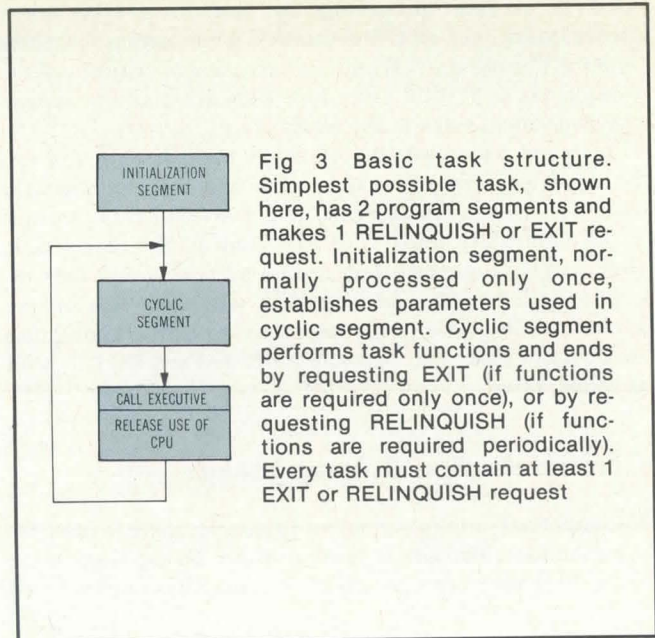 INITIALIZATION
SEGMENT
CYCLIC
SEGMENT
CALL EXECUTIVE
RELEASE USE OF
CPU
Fig 3 Basic task structure.
Simplest possible task, shown
here, has 2 program segments and
makes 1 RELINQUISH or EXIT re-
quest. Initialization segment, nor-
mally processed only once,
establishes parameters used in
cyclic segment. Cyclic segment
performs task functions and ends
by requesting EXIT (if functions
are required only once), or by re-
questing RELINQUISH (if func-
tions are required periodically).
Every task must contain at least 1
EXIT or RELINQUISH request